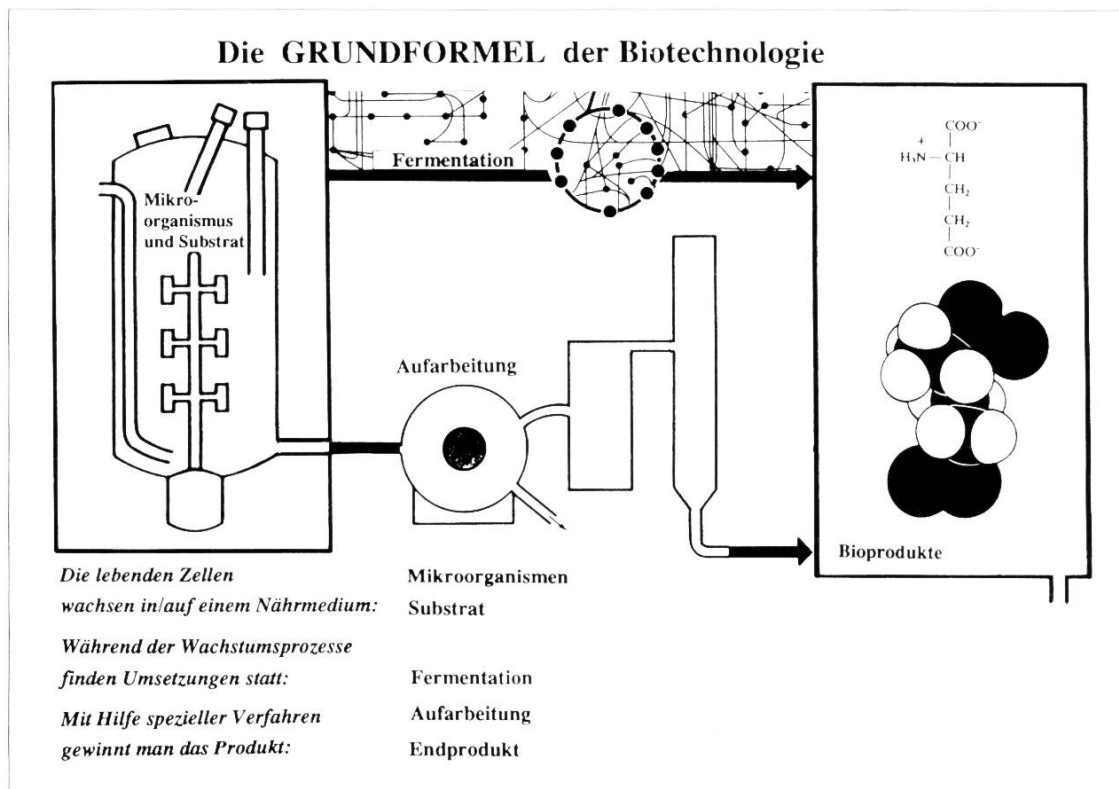 Die GRUNDFORMEL der Biotechnologie
Mikro-
organismus
und Substrat
Fermentation
COO⁻
+
H₃N—CH
CH₂
CH₂
COO⁻
Aufarbeitung
Bioprodukte
Die lebenden Zellen
wachsen in/auf einem Nährmedium:
Mikroorganismen
Substrat
Während der Wachstumsprozesse
finden Umsetzungen statt:
Fermentation
Mit Hilfe spezieller Verfahren
gewinnt man das Produkt:
Aufarbeitung
Endprodukt